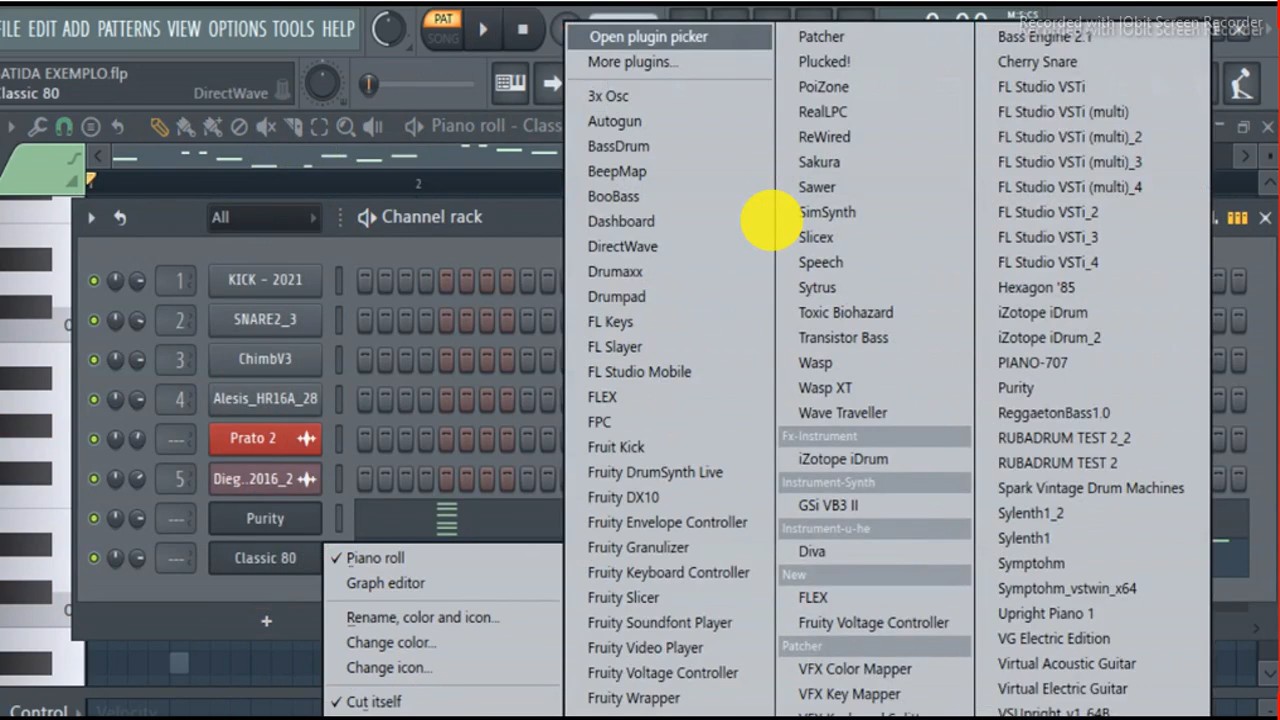 FILE EDIT ADD PATTERNS VIEW OPTIONS TOOLS HELP
PAT
SONG
Recorded with IObit Screen Recorder
Recorded with IObit Screen Recorder
ATIDA EXEMPLO.flp
Classic 80
DirectWave
Piano roll - Clas
2
All
Channel rack
1
KICK - 2021
2
SNARE2_3
3
ChimbV3
4
Alesis_HR16A_28
---
Prato 2
5
Dieg..2016_2
---
Purity
---
Classic 80
+
Control
Velocity
Piano roll
Graph editor
Rename, color and icon...
Change color...
Change icon...
Cut itself
Open plugin picker
More plugins...
3x Osc
Autogun
BassDrum
BeepMap
BooBass
Dashboard
DirectWave
Drumaxx
Drumpad
FL Keys
FL Slayer
FL Studio Mobile
FLEX
FPC
Fruit Kick
Fruity DrumSynth Live
Fruity DX10
Fruity Envelope Controller
Fruity Granulizer
Fruity Keyboard Controller
Fruity Slicer
Fruity Soundfont Player
Fruity Video Player
Fruity Voltage Controller
Fruity Wrapper
Patcher
Plucked!
PoiZone
RealLPC
ReWired
Sakura
Sawer
SimSynth
Slicex
Speech
Sytrus
Toxic Biohazard
Transistor Bass
Wasp
Wasp XT
Wave Traveller
Fx-Instrument
iZotope iDrum
Instrument-Synth
GSi VB3 II
Instrument-u-he
Diva
New
FLEX
Fruity Voltage Controller
Patcher
VFX Color Mapper
VFX Key Mapper
Bass Engine 2.1
Cherry Snare
FL Studio VSTi
FL Studio VSTi (multi)
FL Studio VSTi (multi)_2
FL Studio VSTi (multi)_3
FL Studio VSTi (multi)_4
FL Studio VSTi_2
FL Studio VSTi_3
FL Studio VSTi_4
Hexagon '85
iZotope iDrum
iZotope iDrum_2
PIANO-707
Purity
ReggaetonBass1.0
RUBADRUM TEST 2_2
RUBADRUM TEST 2
Spark Vintage Drum Machines
Sylenth1_2
Sylenth1
Symptohm
Symptohm_vstwin_x64
Upright Piano 1
VG Electric Edition
Virtual Acoustic Guitar
Virtual Electric Guitar
VSUpright_v1_64B